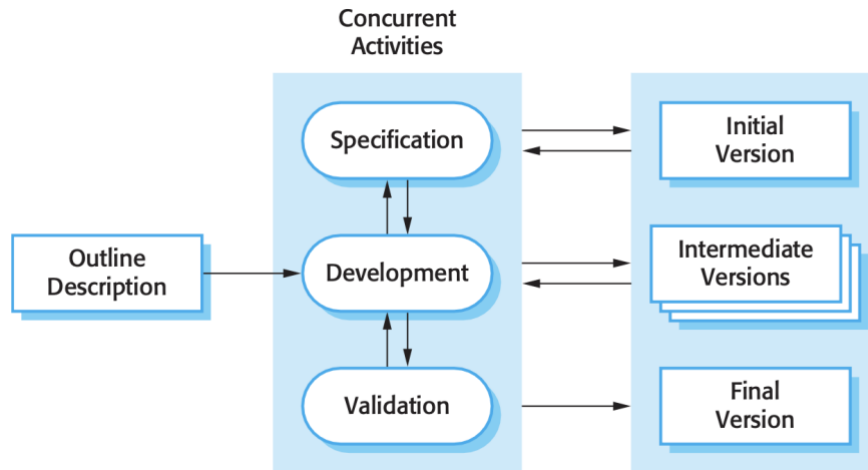 Concurrent
Activities
Specification
Initial
Version
Outline
Description
Development
Intermediate
Versions
Validation
Final
Version